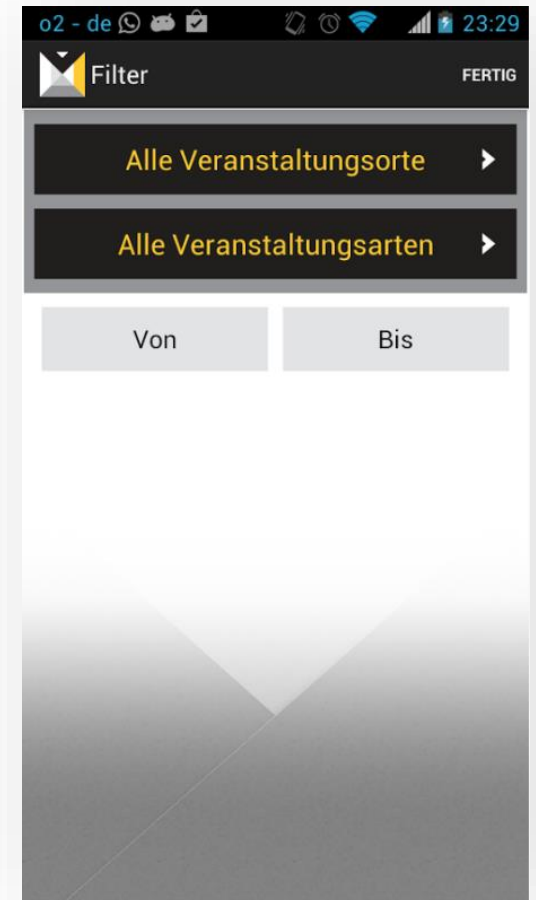 o2 - de 23:29
Filter FERTIG
Alle Veranstaltungsorte
Alle Veranstaltungsarten
Von Bis